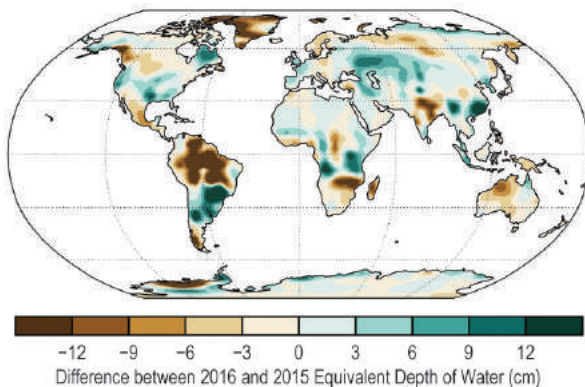 −12 −9 −6 −3 0 3 6 9 12
Difference between 2016 and 2015 Equivalent Depth of Water (cm)